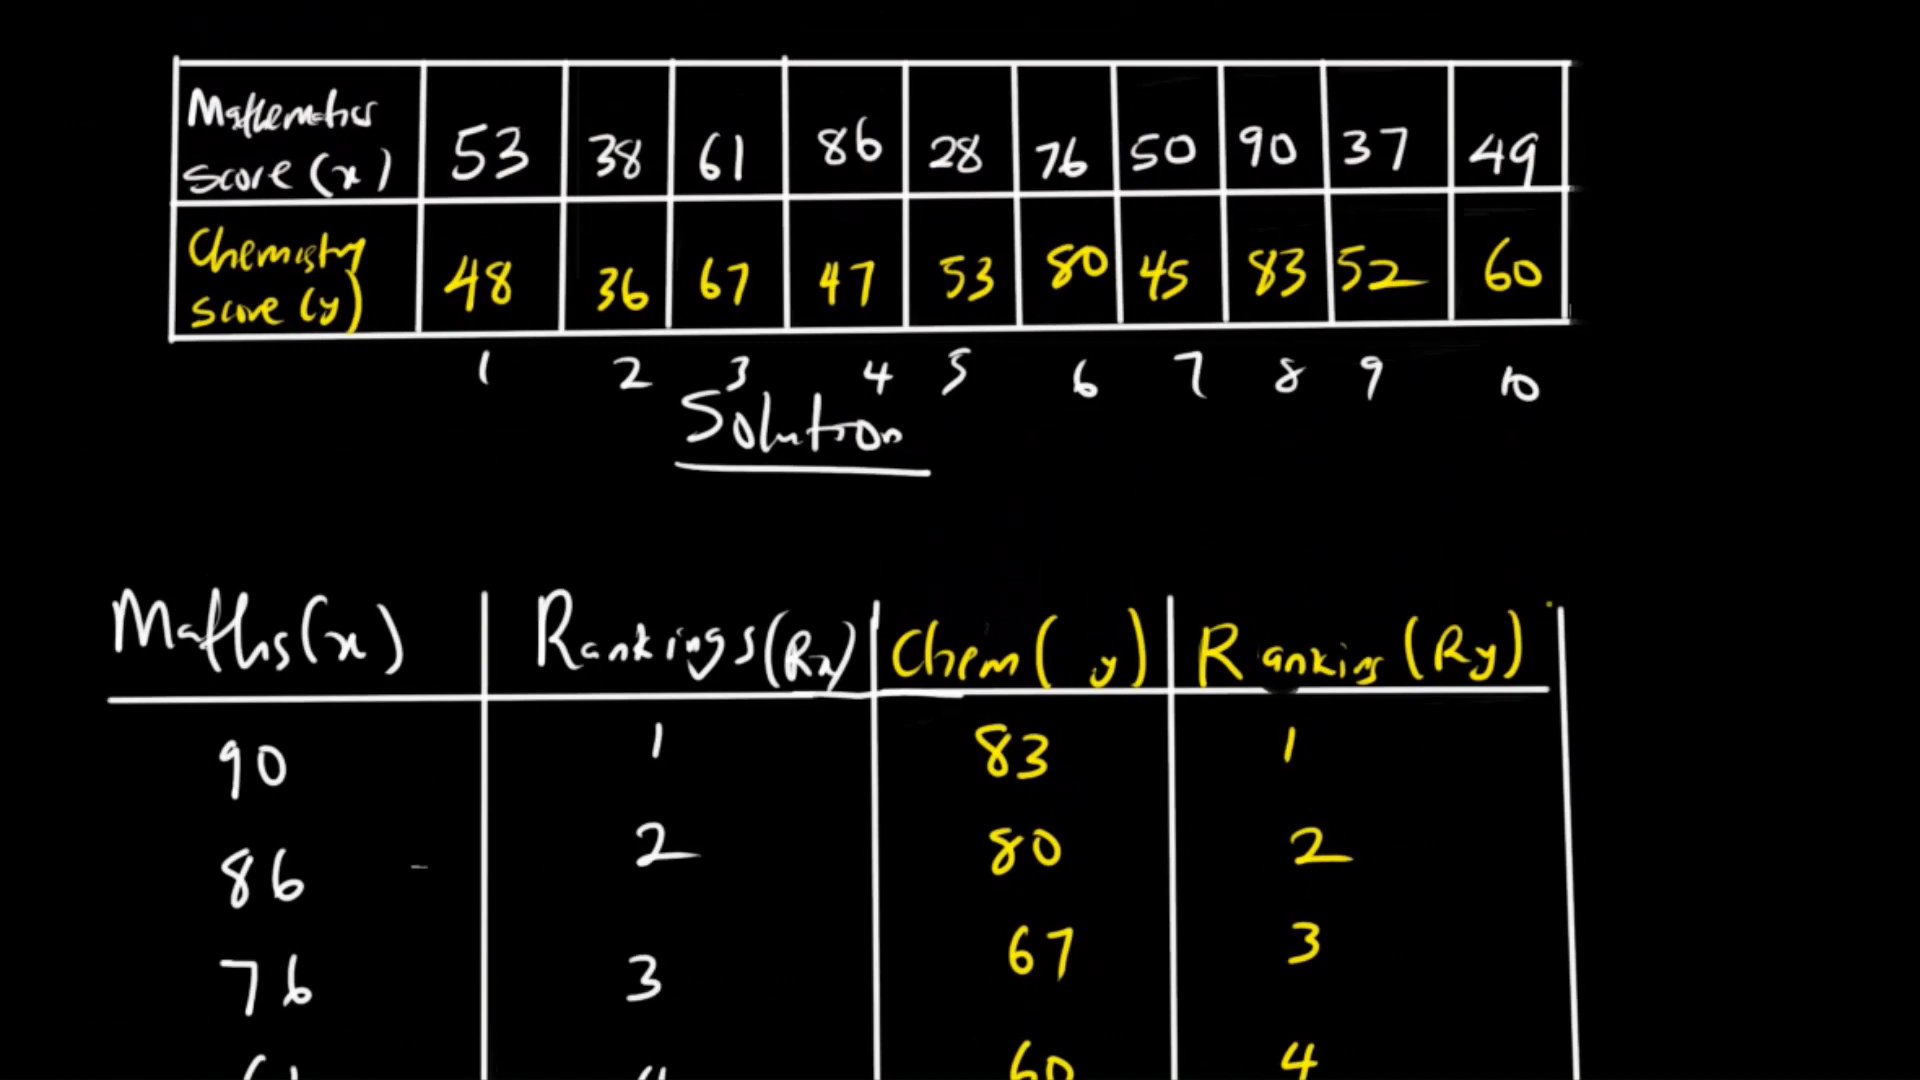 Mathematics score (x) 53 38 61 86 28 76 50 90 37 49
Chemistry score (y) 48 36 67 47 53 80 45 83 52 60
1 2 3 4 5 6 7 8 9 10
Solution
Maths(x) Rankings(Rx) Chem( y) Ranking (Ry)
90 1 83 1
86 2 80 2
76 3 67 3
60 4